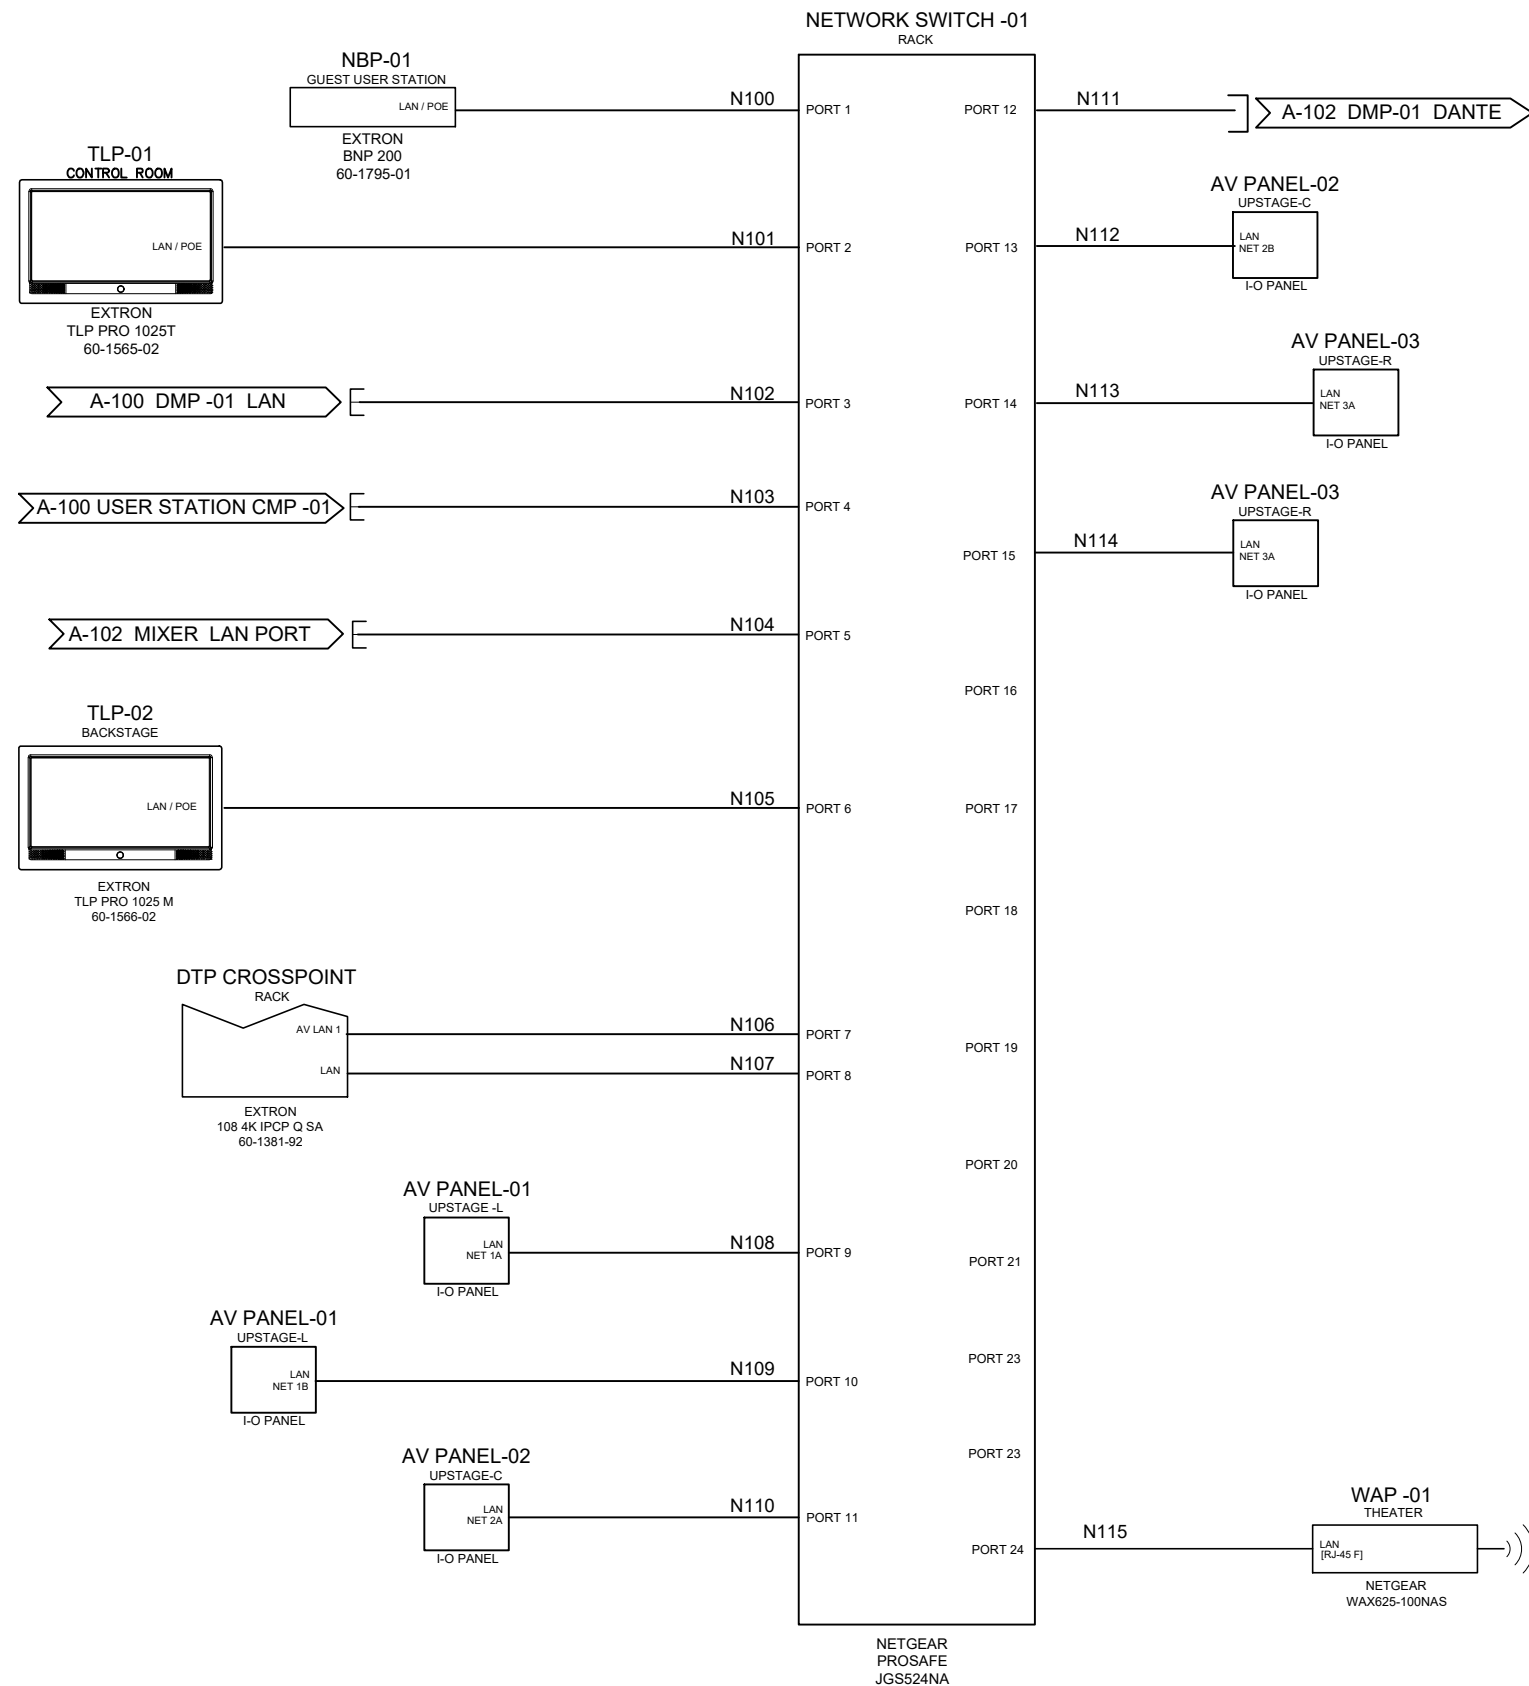 NETWORK SWITCH -01
RACK
NBP-01
GUEST USER STATION
LAN / POE
EXTRON
BNP 200
60-1795-01
N100
PORT 1
PORT 12
N111
A-102 DMP-01 DANTE
TLP-01
CONTROL ROOM
LAN / POE
EXTRON
TLP PRO 1025T
60-1565-02
N101
PORT 2
PORT 13
N112
AV PANEL-02
UPSTAGE-C
LAN
NET 2B
I-O PANEL
A-100 DMP -01 LAN
N102
PORT 3
PORT 14
N113
AV PANEL-03
UPSTAGE-R
LAN
NET 3A
I-O PANEL
A-100 USER STATION CMP -01
N103
PORT 4
PORT 15
N114
AV PANEL-03
UPSTAGE-R
LAN
NET 3A
I-O PANEL
A-102 MIXER LAN PORT
N104
PORT 5
PORT 16
TLP-02
BACKSTAGE
LAN / POE
EXTRON
TLP PRO 1025 M
60-1566-02
N105
PORT 6
PORT 17
PORT 18
DTP CROSSPOINT
RACK
AV LAN 1
LAN
EXTRON
108 4K IPCP Q SA
60-1381-92
N106
PORT 7
N107
PORT 8
PORT 19
PORT 20
AV PANEL-01
UPSTAGE -L
LAN
NET 1A
I-O PANEL
N108
PORT 9
PORT 21
AV PANEL-01
UPSTAGE-L
LAN
NET 1B
I-O PANEL
N109
PORT 10
PORT 23
AV PANEL-02
UPSTAGE-C
LAN
NET 2A
I-O PANEL
N110
PORT 11
PORT 23
PORT 24
N115
WAP -01
THEATER
LAN
[RJ-45 F]
NETGEAR
WAX625-100NAS
NETGEAR
PROSAFE
JGS524NA